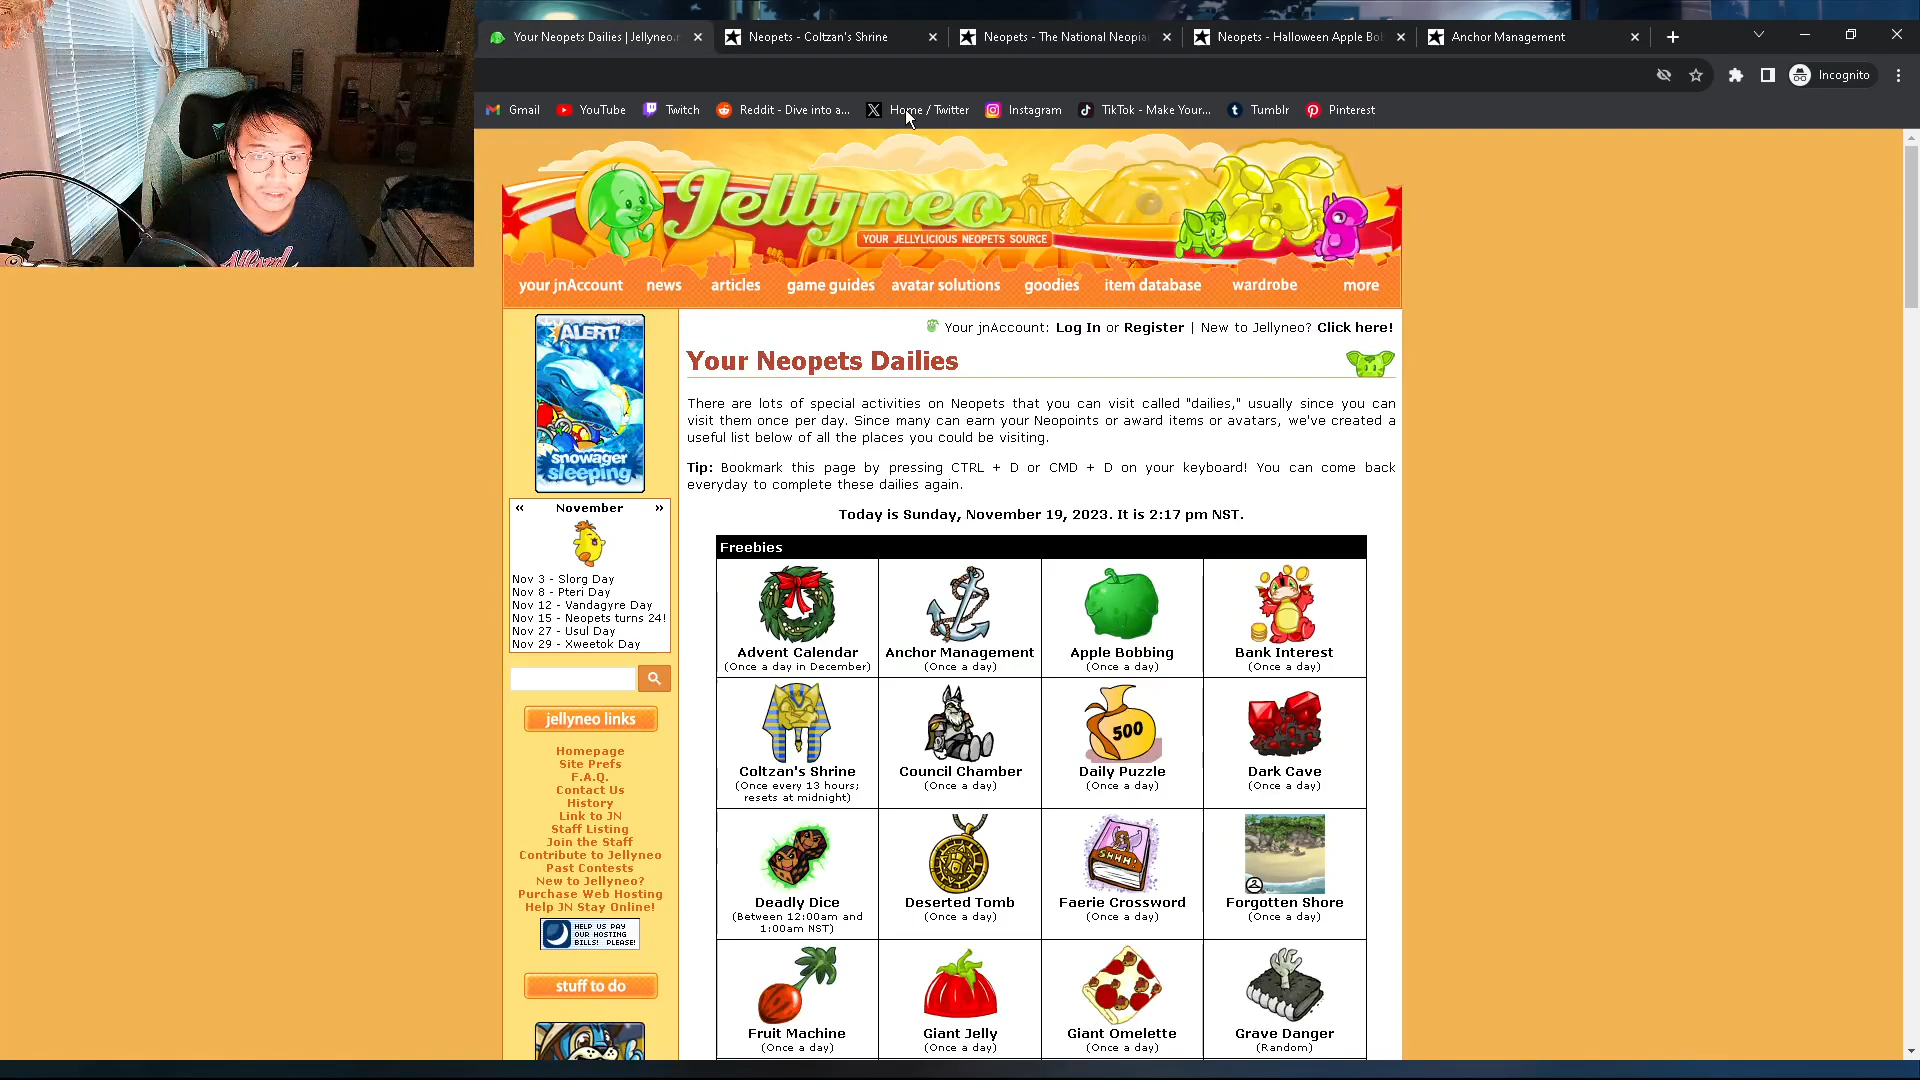 Your Neopets Dailies | Jellyneo.n
Neopets - Coltzan's Shrine
Neopets - The National Neopia
Neopets - Halloween Apple Bo
Anchor Management
Incognito
Gmail
YouTube
Twitch
Reddit - Dive into a...
Home / Twitter
Instagram
TikTok - Make Your...
Tumblr
Pinterest
Jellyneo
YOUR JELLYLICIOUS NEOPETS SOURCE
your jnAccount news articles game guides avatar solutions goodies item database wardrobe more
ALERT!
snowager
sleeping
« November »
Nov 3 - Slorg Day
Nov 8 - Pteri Day
Nov 12 - Vandagyre Day
Nov 15 - Neopets turns 24!
Nov 27 - Usul Day
Nov 29 - Xweetok Day
jellyneo links
Homepage
Site Prefs
F.A.Q.
Contact Us
History
Link to JN
Staff Listing
Join the Staff
Contribute to Jellyneo
Past Contests
New to Jellyneo?
Purchase Web Hosting
Help JN Stay Online!
HELP US PAY
OUR HOSTING
BILLS! PLEASE!
stuff to do
Your jnAccount: Log In or Register | New to Jellyneo? Click here!
Your Neopets Dailies
There are lots of special activities on Neopets that you can visit called "dailies," usually since you can
visit them once per day. Since many can earn your Neopoints or award items or avatars, we've created a
useful list below of all the places you could be visiting.
Tip: Bookmark this page by pressing CTRL + D or CMD + D on your keyboard! You can come back
everyday to complete these dailies again.
Today is Sunday, November 19, 2023. It is 2:17 pm NST.
Freebies
Advent Calendar
(Once a day in December)
Anchor Management
(Once a day)
Apple Bobbing
(Once a day)
Bank Interest
(Once a day)
Coltzan's Shrine
(Once every 13 hours;
resets at midnight)
Council Chamber
(Once a day)
500
Daily Puzzle
(Once a day)
Dark Cave
(Once a day)
Deadly Dice
(Between 12:00am and
1:00am NST)
Deserted Tomb
(Once a day)
SHHH!
Faerie Crossword
(Once a day)
Forgotten Shore
(Once a day)
Fruit Machine
(Once a day)
Giant Jelly
(Once a day)
Giant Omelette
(Once a day)
Grave Danger
(Random)